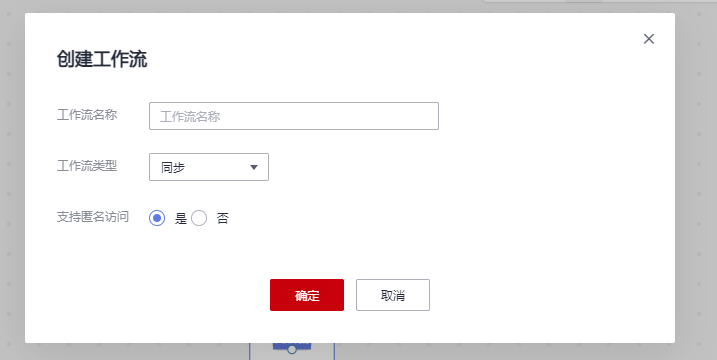 创建工作流
工作流名称 工作流名称
工作流类型 同步
支持匿名访问 是 否
确定 取消